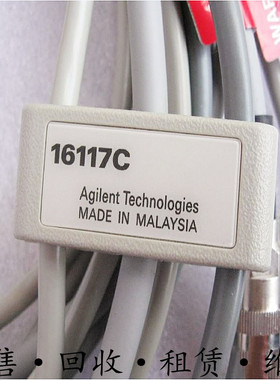 16117C
Agilent Technologies
MADE IN MALAYSIA
售·回收·租赁·维